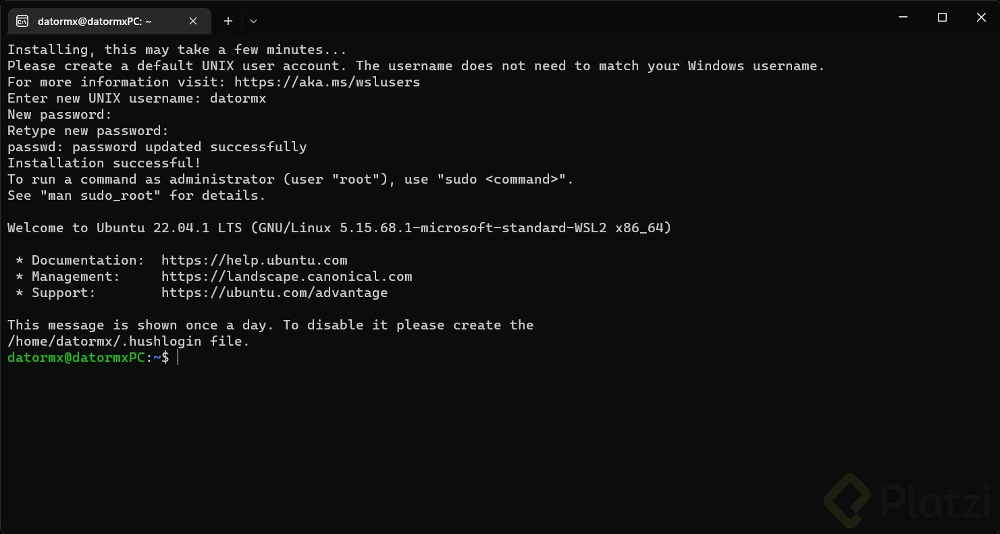 datormx@datormxPC: ~
Installing, this may take a few minutes...
Please create a default UNIX user account. The username does not need to match your Windows username.
For more information visit: https://aka.ms/wslusers
Enter new UNIX username: datormx
New password:
Retype new password:
passwd: password updated successfully
Installation successful!
To run a command as administrator (user "root"), use "sudo <command>".
See "man sudo_root" for details.

Welcome to Ubuntu 22.04.1 LTS (GNU/Linux 5.15.68.1-microsoft-standard-WSL2 x86_64)

 * Documentation:  https://help.ubuntu.com
 * Management:     https://landscape.canonical.com
 * Support:        https://ubuntu.com/advantage

This message is shown once a day. To disable it please create the
/home/datormx/.hushlogin file.
datormx@datormxPC:~$
Platzi